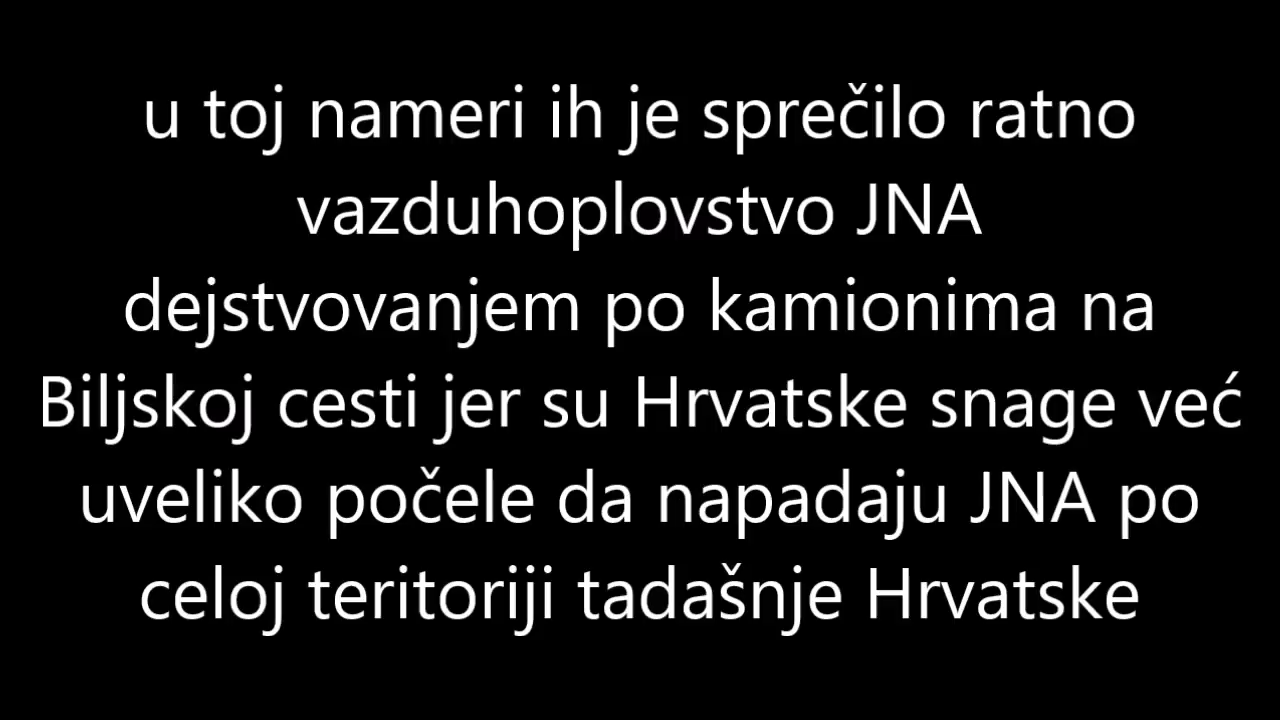 u toj nameri ih je sprečilo ratno
vazduhoplovstvo JNA
dejstvovanjem po kamionima na
Biljskoj cesti jer su Hrvatske snage već
uveliko počele da napadaju JNA po
celoj teritoriji tadašnje Hrvatske